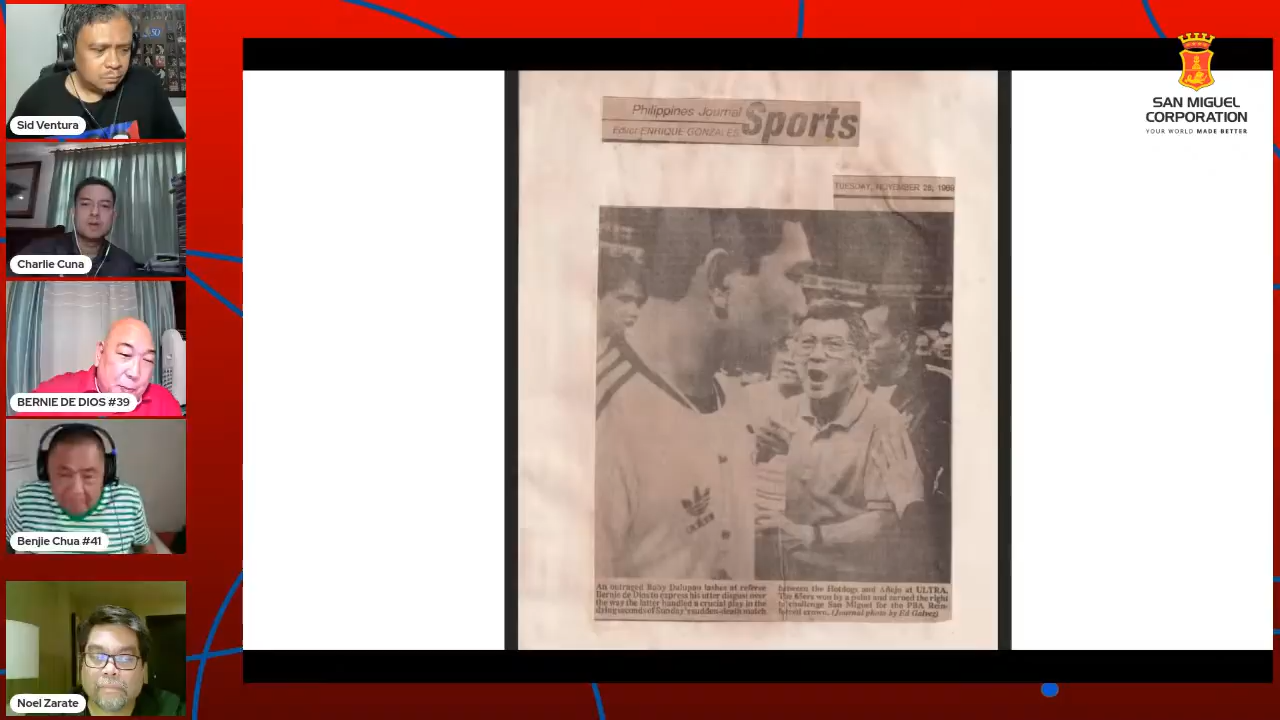 Sid Ventura
Charlie Cuna
BERNIE DE DIOS #39
Benjie Chua #41
Noel Zarate
Philippines Journal
Sports
Editor: ENRIQUE GONZALES
TUESDAY, NOVEMBER 28, 1989
An outraged Baby Dalupan lashes at referee
Bernie de Dios to express his utter disgust over
the way the latter handled a crucial play in the
dying second of Sunday's sudden-death match
between the Hotdogs and Añejo at ULTRA.
The 65ers won by a point and earned the right
to challenge San Miguel for the PBA Rein-
forced crown. (Journal photo by Ed Galvez)
adidas
SAN MIGUEL
CORPORATION
YOUR WORLD MADE BETTER